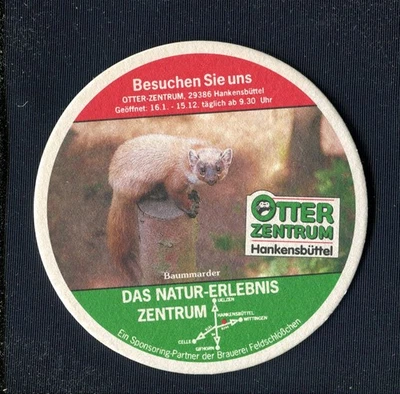 Besuchen Sie uns
OTTER-ZENTRUM, 29386 Hankensbüttel
Geöffnet: 16.1. - 15.12. täglich ab 9.30 Uhr
OTTER
ZENTRUM
Hankensbüttel
Baummarder
DAS NATUR-ERLEBNIS
ZENTRUM
UELZEN
HANKENSBÜTTEL
WITTINGEN
CELLE
GIFHORN
Ein Sponsoring-Partner der Brauerei Feldschlößchen